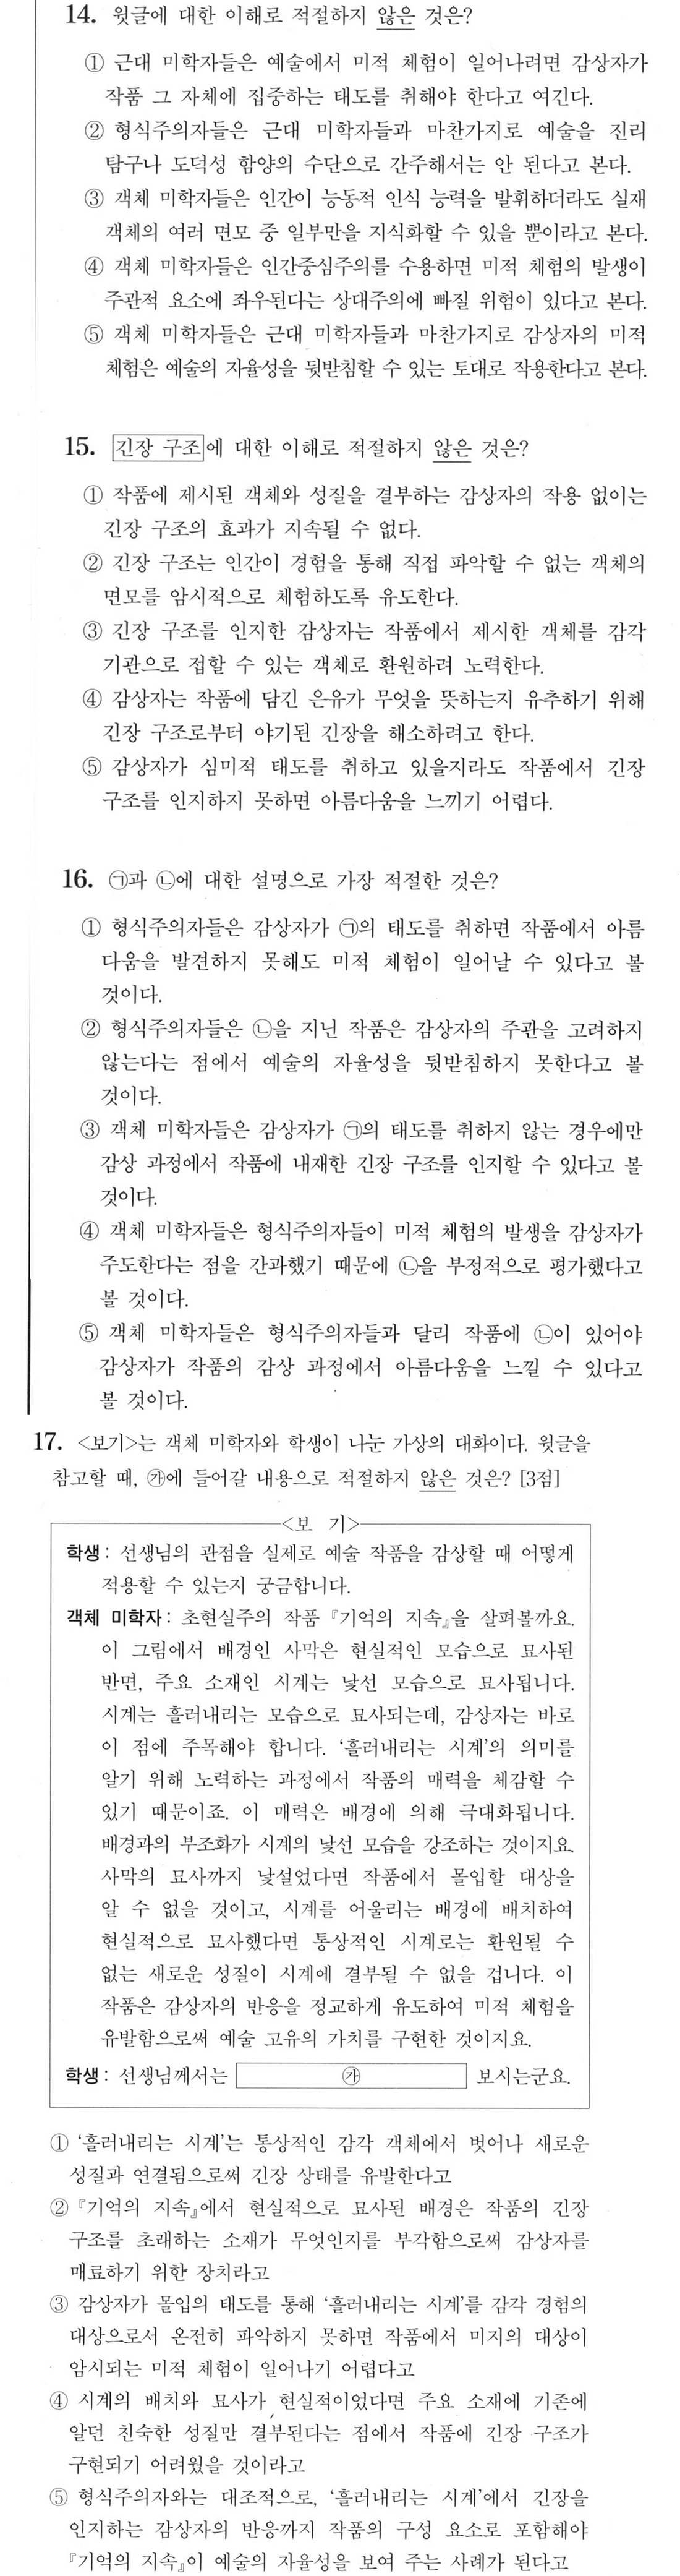 14. 윗글에 대한 이해로 적절하지 않은 것은?
① 근대 미학자들은 예술에서 미적 체험이 일어나려면 감상자가
작품 그 자체에 집중하는 태도를 취해야 한다고 여긴다.
② 형식주의자들은 근대 미학자들과 마찬가지로 예술을 진리
탐구나 도덕성 함양의 수단으로 간주해서는 안 된다고 본다.
③ 객체 미학자들은 인간이 능동적 인식 능력을 발휘하더라도 실재
객체의 여러 면모 중 일부만을 지식화할 수 있을 뿐이라고 본다.
④ 객체 미학자들은 인간중심주의를 수용하면 미적 체험의 발생이
주관적 요소에 좌우된다는 상대주의에 빠질 위험이 있다고 본다.
⑤ 객체 미학자들은 근대 미학자들과 마찬가지로 감상자의 미적
체험은 예술의 자율성을 뒷받침할 수 있는 토대로 작용한다고 본다.
15. 긴장 구조에 대한 이해로 적절하지 않은 것은?
① 작품에 제시된 객체와 성질을 결부하는 감상자의 작용 없이는
긴장 구조의 효과가 지속될 수 없다.
② 긴장 구조는 인간이 경험을 통해 직접 파악할 수 없는 객체의
면모를 암시적으로 체험하도록 유도한다.
③ 긴장 구조를 인지한 감상자는 작품에서 제시한 객체를 감각
기관으로 접할 수 있는 객체로 환원하려 노력한다.
④ 감상자는 작품에 담긴 은유가 무엇을 뜻하는지 유추하기 위해
긴장 구조로부터 야기된 긴장을 해소하려고 한다.
⑤ 감상자가 심미적 태도를 취하고 있을지라도 작품에서 긴장
구조를 인지하지 못하면 아름다움을 느끼기 어렵다.
16. ㉠과 ㉡에 대한 설명으로 가장 적절한 것은?
① 형식주의자들은 감상자가 ㉠의 태도를 취하면 작품에서 아름
다움을 발견하지 못해도 미적 체험이 일어날 수 있다고 볼
것이다.
② 형식주의자들은 ㉡을 지닌 작품은 감상자의 주관을 고려하지
않는다는 점에서 예술의 자율성을 뒷받침하지 못한다고 볼
것이다.
③ 객체 미학자들은 감상자가 ㉠의 태도를 취하지 않는 경우에만
감상 과정에서 작품에 내재한 긴장 구조를 인지할 수 있다고 볼
것이다.
④ 객체 미학자들은 형식주의자들이 미적 체험의 발생을 감상자가
주도한다는 점을 간과했기 때문에 ㉡을 부정적으로 평가했다고
볼 것이다.
⑤ 객체 미학자들은 형식주의자들과 달리 작품에 ㉡이 있어야
감상자가 작품의 감상 과정에서 아름다움을 느낄 수 있다고
볼 것이다.
17. <보기>는 객체 미학자와 학생이 나눈 가상의 대화이다. 윗글을
참고할 때, ㉮에 들어갈 내용으로 적절하지 않은 것은? [3점]
<보 기>
학생 : 선생님의 관점을 실제로 예술 작품을 감상할 때 어떻게
적용할 수 있는지 궁금합니다.
객체 미학자 : 초현실주의 작품 『기억의 지속』을 살펴볼까요.
이 그림에서 배경인 사막은 현실적인 모습으로 묘사된
반면, 주요 소재인 시계는 낯선 모습으로 묘사됩니다.
시계는 흘러내리는 모습으로 묘사되는데, 감상자는 바로
이 점에 주목해야 합니다. ‘흘러내리는 시계’의 의미를
알기 위해 노력하는 과정에서 작품의 매력을 체감할 수
있기 때문이죠. 이 매력은 배경에 의해 극대화됩니다.
배경과의 부조화가 시계의 낯선 모습을 강조하는 것이지요.
사막의 묘사까지 낯설었다면 작품에서 몰입할 대상을
알 수 없을 것이고, 시계를 어울리는 배경에 배치하여
현실적으로 묘사했다면 통상적인 시계로는 환원될 수
없는 새로운 성질이 시계에 결부될 수 없을 겁니다. 이
작품은 감상자의 반응을 정교하게 유도하여 미적 체험을
유발함으로써 예술 고유의 가치를 구현한 것이지요.
학생 : 선생님께서는 ㉮ 보시는군요.
① ‘흘러내리는 시계’는 통상적인 감각 객체에서 벗어나 새로운
성질과 연결됨으로써 긴장 상태를 유발한다고
② 『기억의 지속』에서 현실적으로 묘사된 배경은 작품의 긴장
구조를 초래하는 소재가 무엇인지를 부각함으로써 감상자를
매료하기 위한 장치라고
③ 감상자가 몰입의 태도를 통해 ‘흘러내리는 시계’를 감각 경험의
대상으로서 온전히 파악하지 못하면 작품에서 미지의 대상이
암시되는 미적 체험이 일어나기 어렵다고
④ 시계의 배치와 묘사가 현실적이었다면 주요 소재에 기존에
알던 친숙한 성질만 결부된다는 점에서 작품에 긴장 구조가
구현되기 어려웠을 것이라고
⑤ 형식주의자와는 대조적으로, ‘흘러내리는 시계’에서 긴장을
인지하는 감상자의 반응까지 작품의 구성 요소로 포함해야
『기억의 지속』이 예술의 자율성을 보여 주는 사례가 된다고